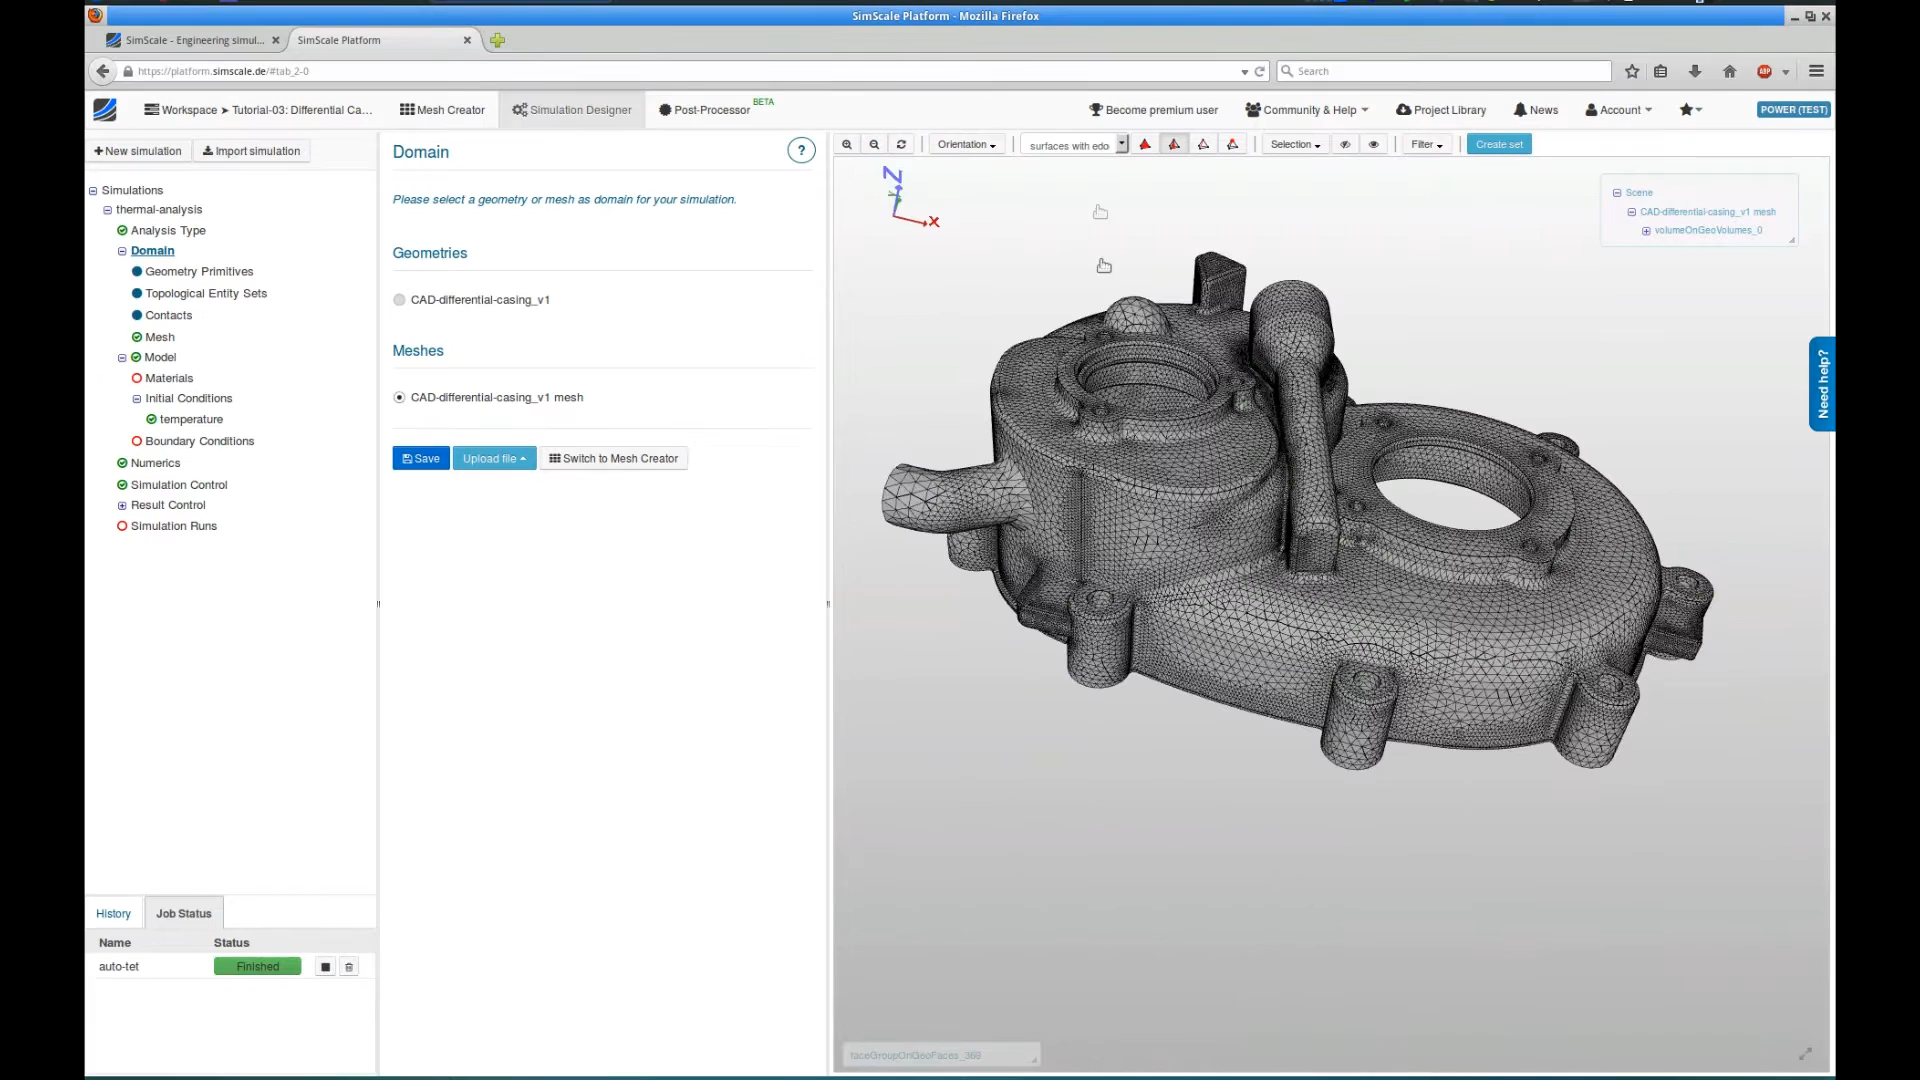 SimScale Platform - Mozilla Firefox
SimScale - Engineering simul...
SimScale Platform
https://platform.simscale.de/#tab_2-0
Search
ABP
Workspace ➤ Tutorial-03: Differential Ca...
Mesh Creator
Simulation Designer
Post-Processor
BETA
Become premium user
Community & Help
Project Library
News
Account
POWER (TEST)
New simulation
Import simulation
Domain
?
Orientation
surfaces with edo
Selection
Filter
Create set
Simulations
thermal-analysis
Analysis Type
Domain
Geometry Primitives
Topological Entity Sets
Contacts
Mesh
Model
Materials
Initial Conditions
temperature
Boundary Conditions
Numerics
Simulation Control
Result Control
Simulation Runs
Please select a geometry or mesh as domain for your simulation.
Geometries
CAD-differential-casing_v1
Meshes
CAD-differential-casing_v1 mesh
Save
Upload file
Switch to Mesh Creator
Z
Y
X
Scene
CAD-differential-casing_v1 mesh
volumeOnGeoVolumes_0
Need help?
History
Job Status
Name
Status
auto-tet
Finished
faceGroupOnGeoFaces_369